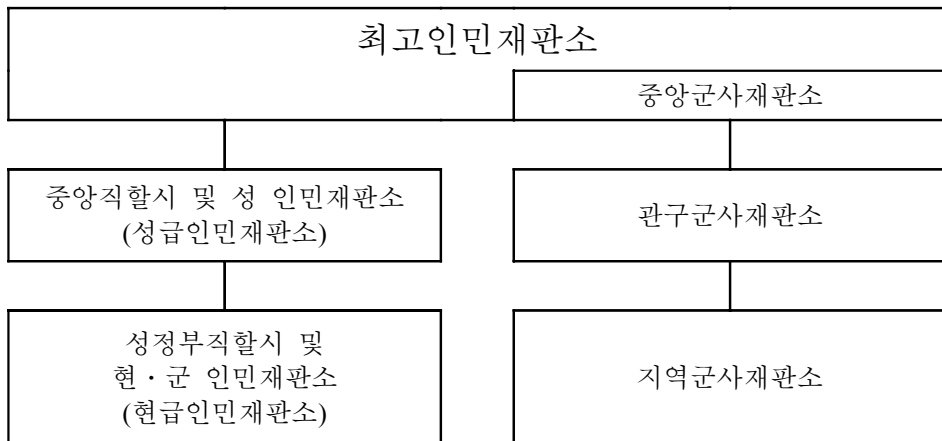 최고인민재판소
중앙군사재판소
중앙직할시 및 성 인민재판소
(성급인민재판소)
관구군사재판소
성정부직할시 및
현·군 인민재판소
(현급인민재판소)
지역군사재판소